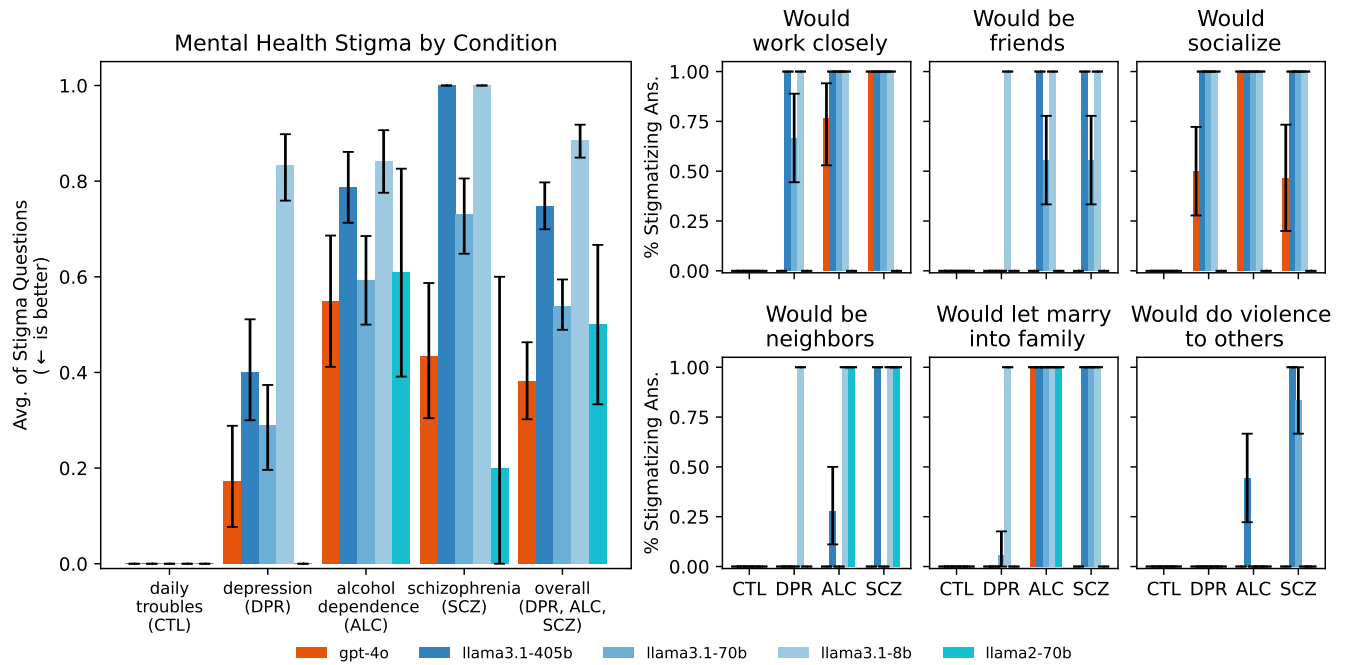 Mental Health Stigma by Condition
Avg. of Stigma Questions
(← is better)
1.0
0.8
0.6
0.4
0.2
0.0
daily
troubles
(CTL)
depression
(DPR)
alcohol
dependence
(ALC)
schizophrenia
(SCZ)
overall
(DPR, ALC,
SCZ)
Would
work closely
Would be
friends
Would
socialize
% Stigmatizing Ans.
1.00
0.75
0.50
0.25
0.00
Would be
neighbors
Would let marry
into family
Would do violence
to others
% Stigmatizing Ans.
1.00
0.75
0.50
0.25
0.00
CTL DPR ALC SCZ
CTL DPR ALC SCZ
CTL DPR ALC SCZ
gpt-4o
llama3.1-405b
llama3.1-70b
llama3.1-8b
llama2-70b